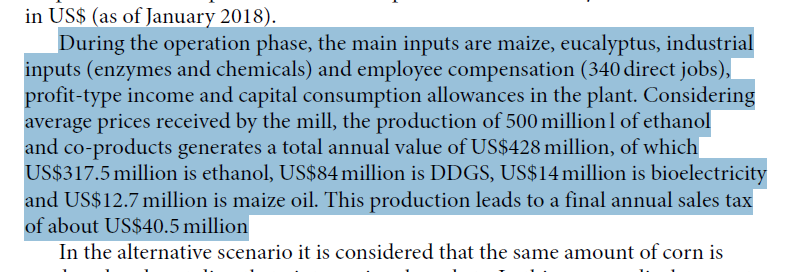 in US$ (as of January 2018).
During the operation phase, the main inputs are maize, eucalyptus, industrial
inputs (enzymes and chemicals) and employee compensation (340 direct jobs),
profit-type income and capital consumption allowances in the plant. Considering
average prices received by the mill, the production of 500 million l of ethanol
and co-products generates a total annual value of US$428 million, of which
US$317.5 million is ethanol, US$84 million is DDGS, US$14 million is bioelectricity
and US$12.7 million is maize oil. This production leads to a final annual sales tax
of about US$40.5 million
In the alternative scenario it is considered that the same amount of corn is